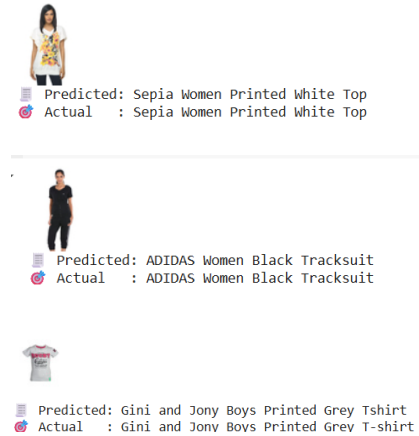 Predicted: Sepia Women Printed White Top
Actual : Sepia Women Printed White Top
Predicted: ADIDAS Women Black Tracksuit
Actual : ADIDAS Women Black Tracksuit
Predicted: Gini and Jony Boys Printed Grey Tshirt
Actual : Gini and Jony Boys Printed Grey T-shirt